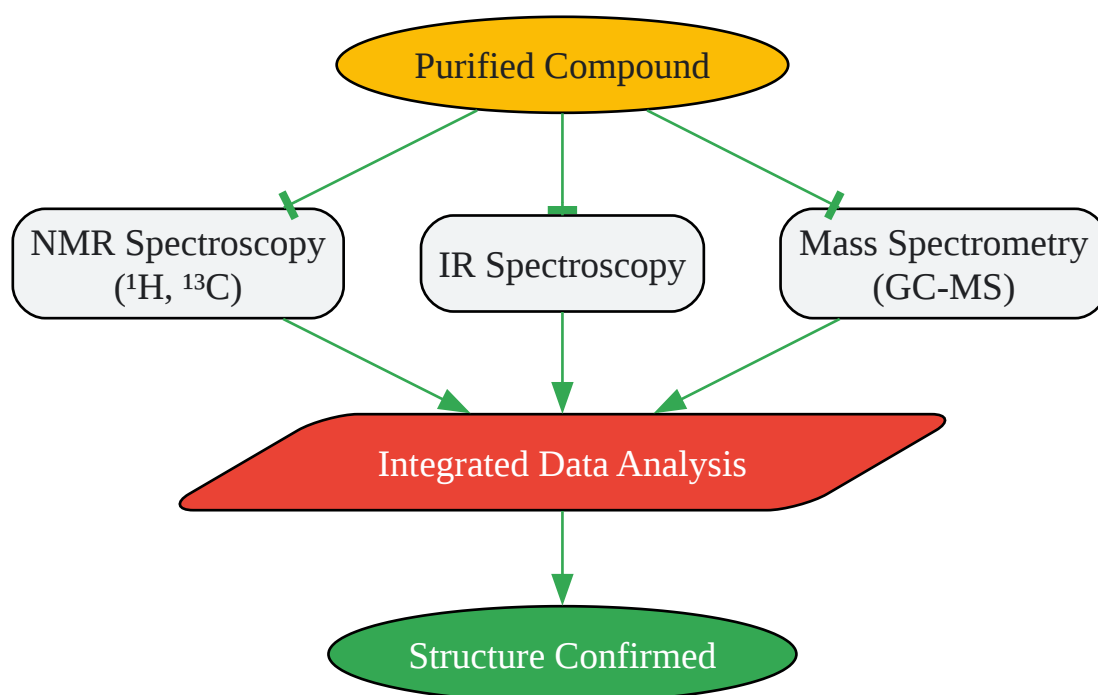 Purified Compound
NMR Spectroscopy
(¹H, ¹³C)
IR Spectroscopy
Mass Spectrometry
(GC-MS)
Integrated Data Analysis
Structure Confirmed